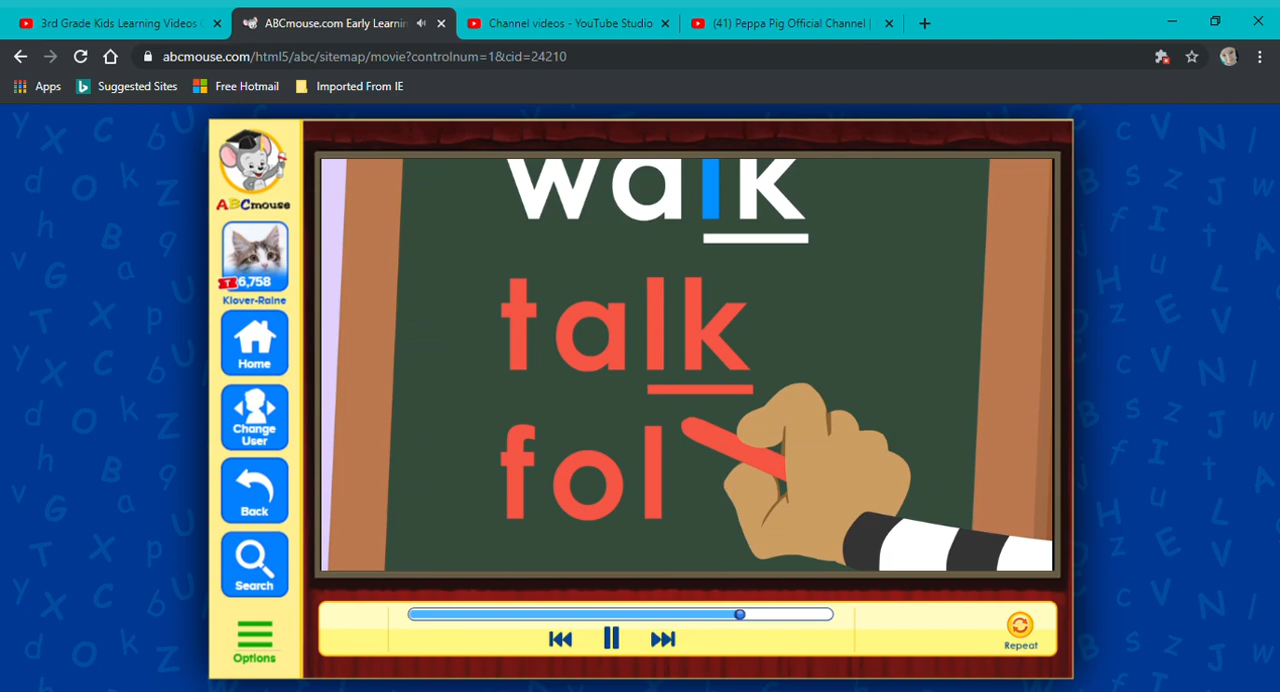 3rd Grade Kids Learning Videos
ABCmouse.com Early Learnin
Channel videos - YouTube Studio
(41) Peppa Pig Official Channel |
abcmouse.com/html5/abc/sitemap/movie?controlnum=1&cid=24210
Apps
Suggested Sites
Free Hotmail
Imported From IE
ABCmouse
T 6,758
Klover-Raine
Home
Change
User
Back
Search
Options
walk
talk
fol
Repeat